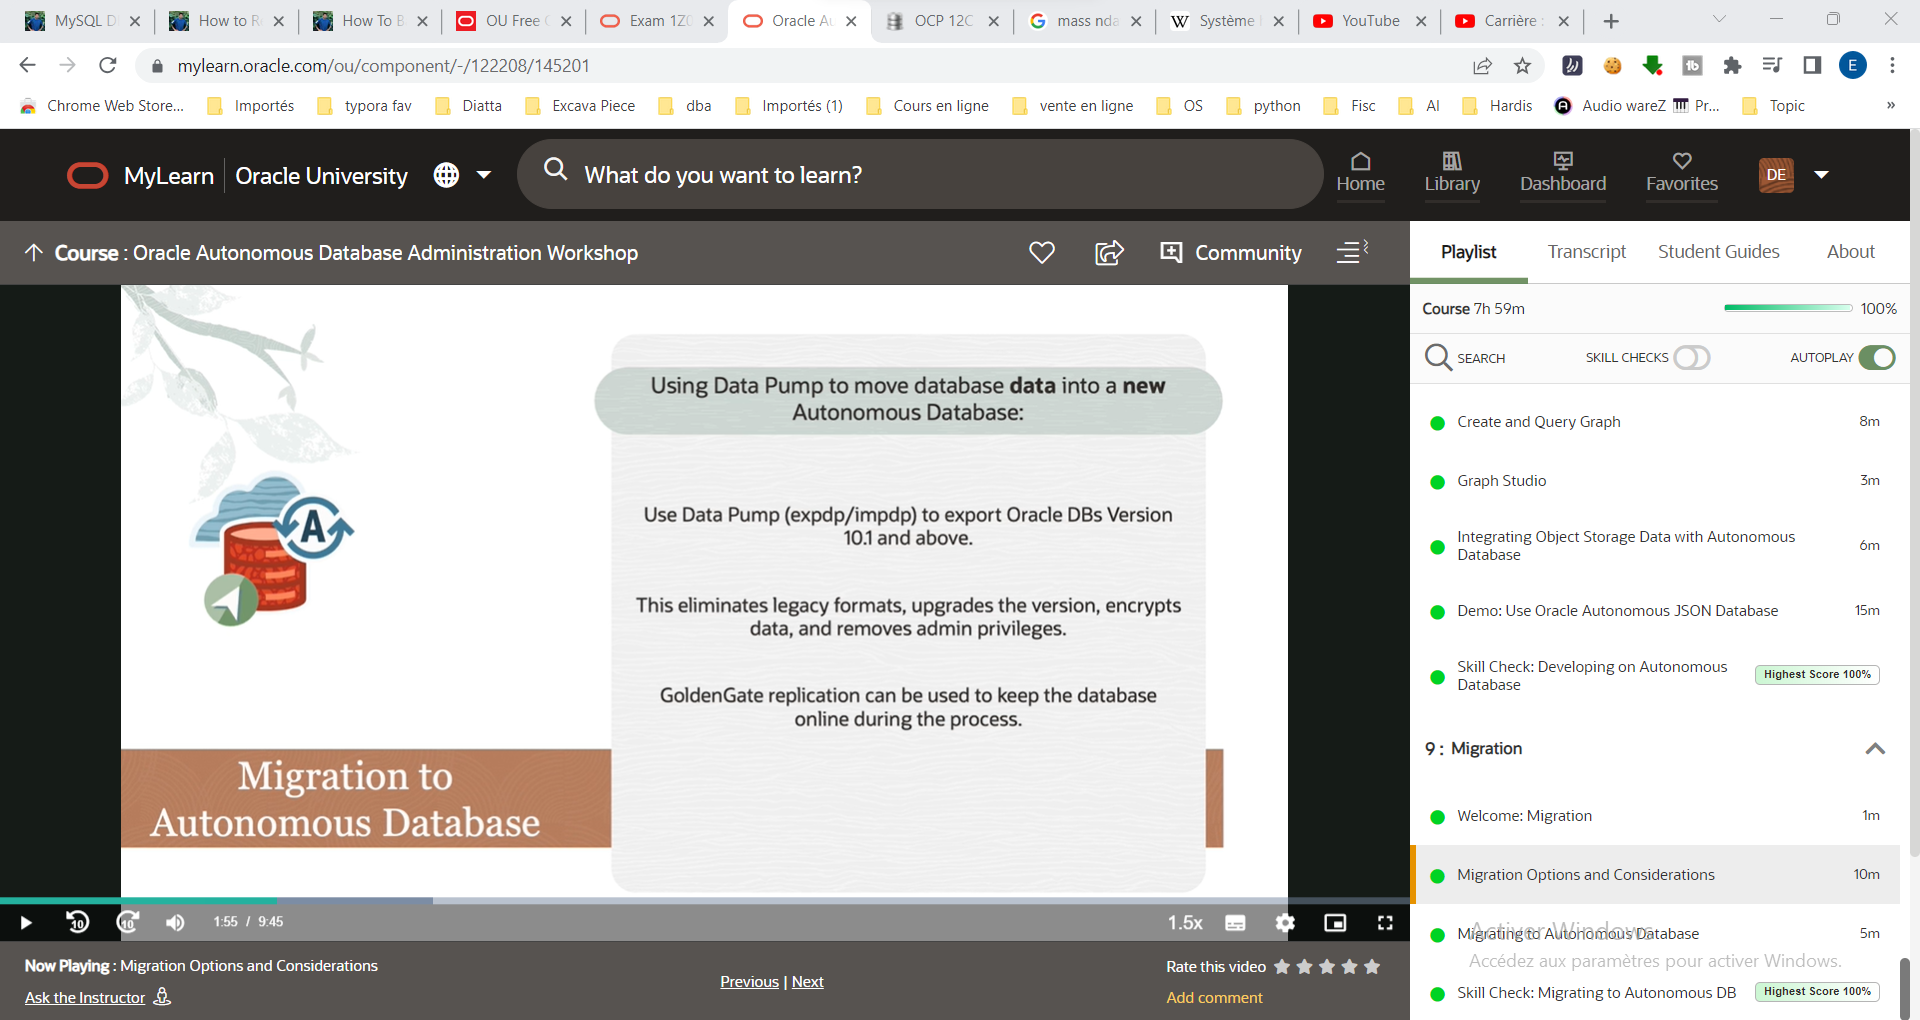 MySQL D
How to R
How To B
OU Free
Exam 1Z0
Oracle Au
OCP 12C
mass nda
Système
YouTube
Carrière :
mylearn.oracle.com/ou/component/-/122208/145201
E
Chrome Web Store...
Importés
typora fav
Diatta
Excava Piece
dba
Importés (1)
Cours en ligne
vente en ligne
OS
python
Fisc
AI
Hardis
Audio wareZ
Pr...
Topic
»
MyLearn
Oracle University
What do you want to learn?
Home
Library
Dashboard
Favorites
DE
Course : Oracle Autonomous Database Administration Workshop
Community
Using Data Pump to move database data into a new
Autonomous Database:
Use Data Pump (expdp/impdp) to export Oracle DBs Version
10.1 and above.
This eliminates legacy formats, upgrades the version, encrypts
data, and removes admin privileges.
GoldenGate replication can be used to keep the database
online during the process.
A
Migration to
Autonomous Database
10
10
1:55 / 9:45
1.5x
Now Playing : Migration Options and Considerations
Ask the Instructor
Previous | Next
Rate this video
Add comment
Playlist
Transcript
Student Guides
About
Course 7h 59m
100%
SEARCH
SKILL CHECKS
AUTOPLAY
Create and Query Graph
8m
Graph Studio
3m
Integrating Object Storage Data with Autonomous
Database
6m
Demo: Use Oracle Autonomous JSON Database
15m
Skill Check: Developing on Autonomous
Database
Highest Score 100%
9 : Migration
Welcome: Migration
1m
Migration Options and Considerations
10m
Migrating to Autonomous Database
5m
Activer Windows
Accédez aux paramètres pour activer Windows.
Skill Check: Migrating to Autonomous DB
Highest Score 100%